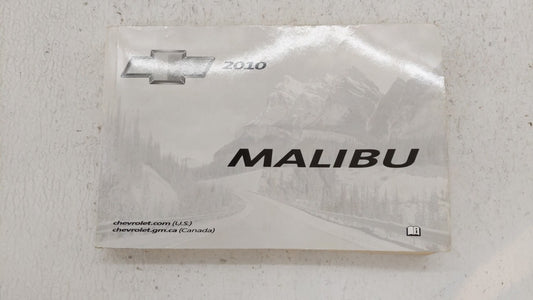 2010
MALIBU
chevrolet.com (U.S.)
chevrolet.gm.ca (Canada)